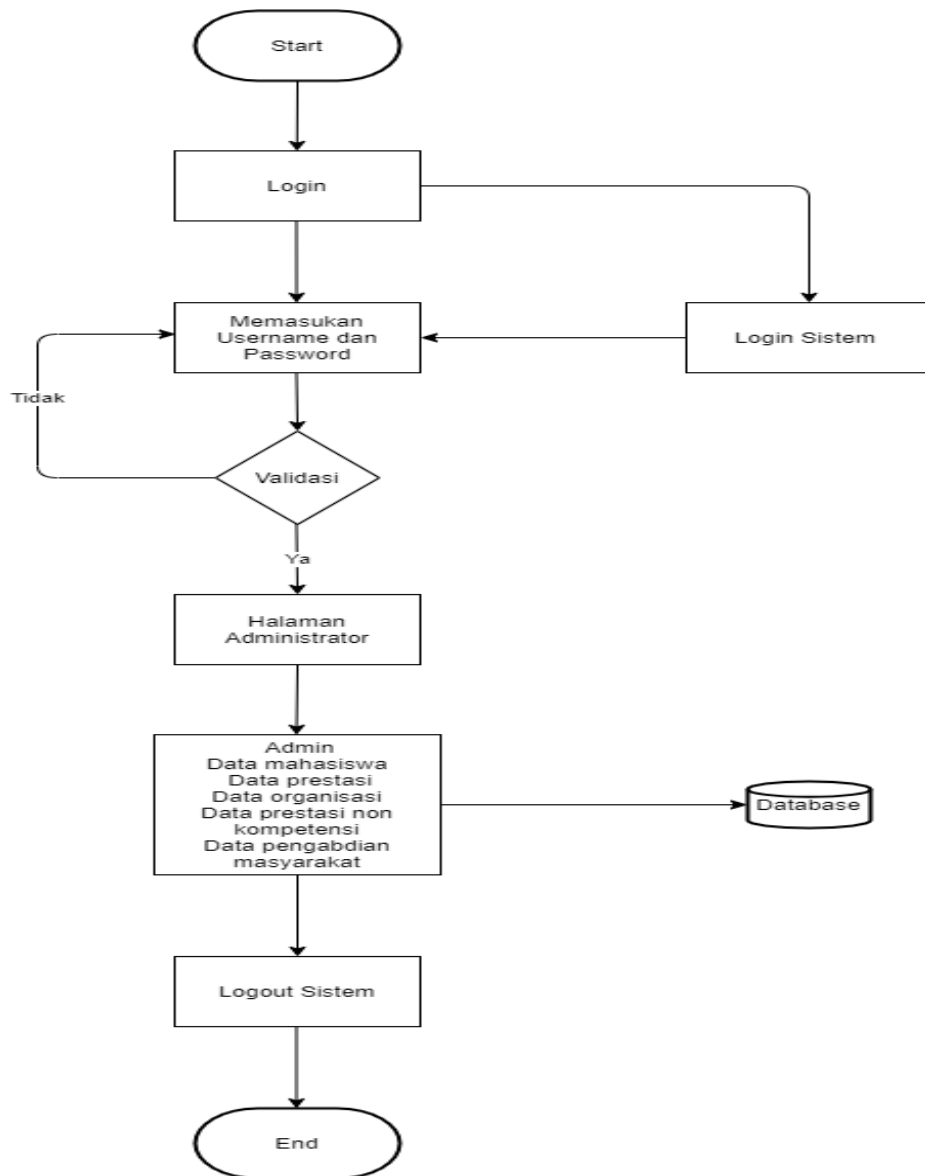 Start
Login
Memasukan
Username dan
Password
Login Sistem
Tidak
Validasi
Ya
Halaman
Administrator
Admin
Data mahasiswa
Data prestasi
Data organisasi
Data prestasi non
kompetensi
Data pengabdian
masyarakat
Database
Logout Sistem
End